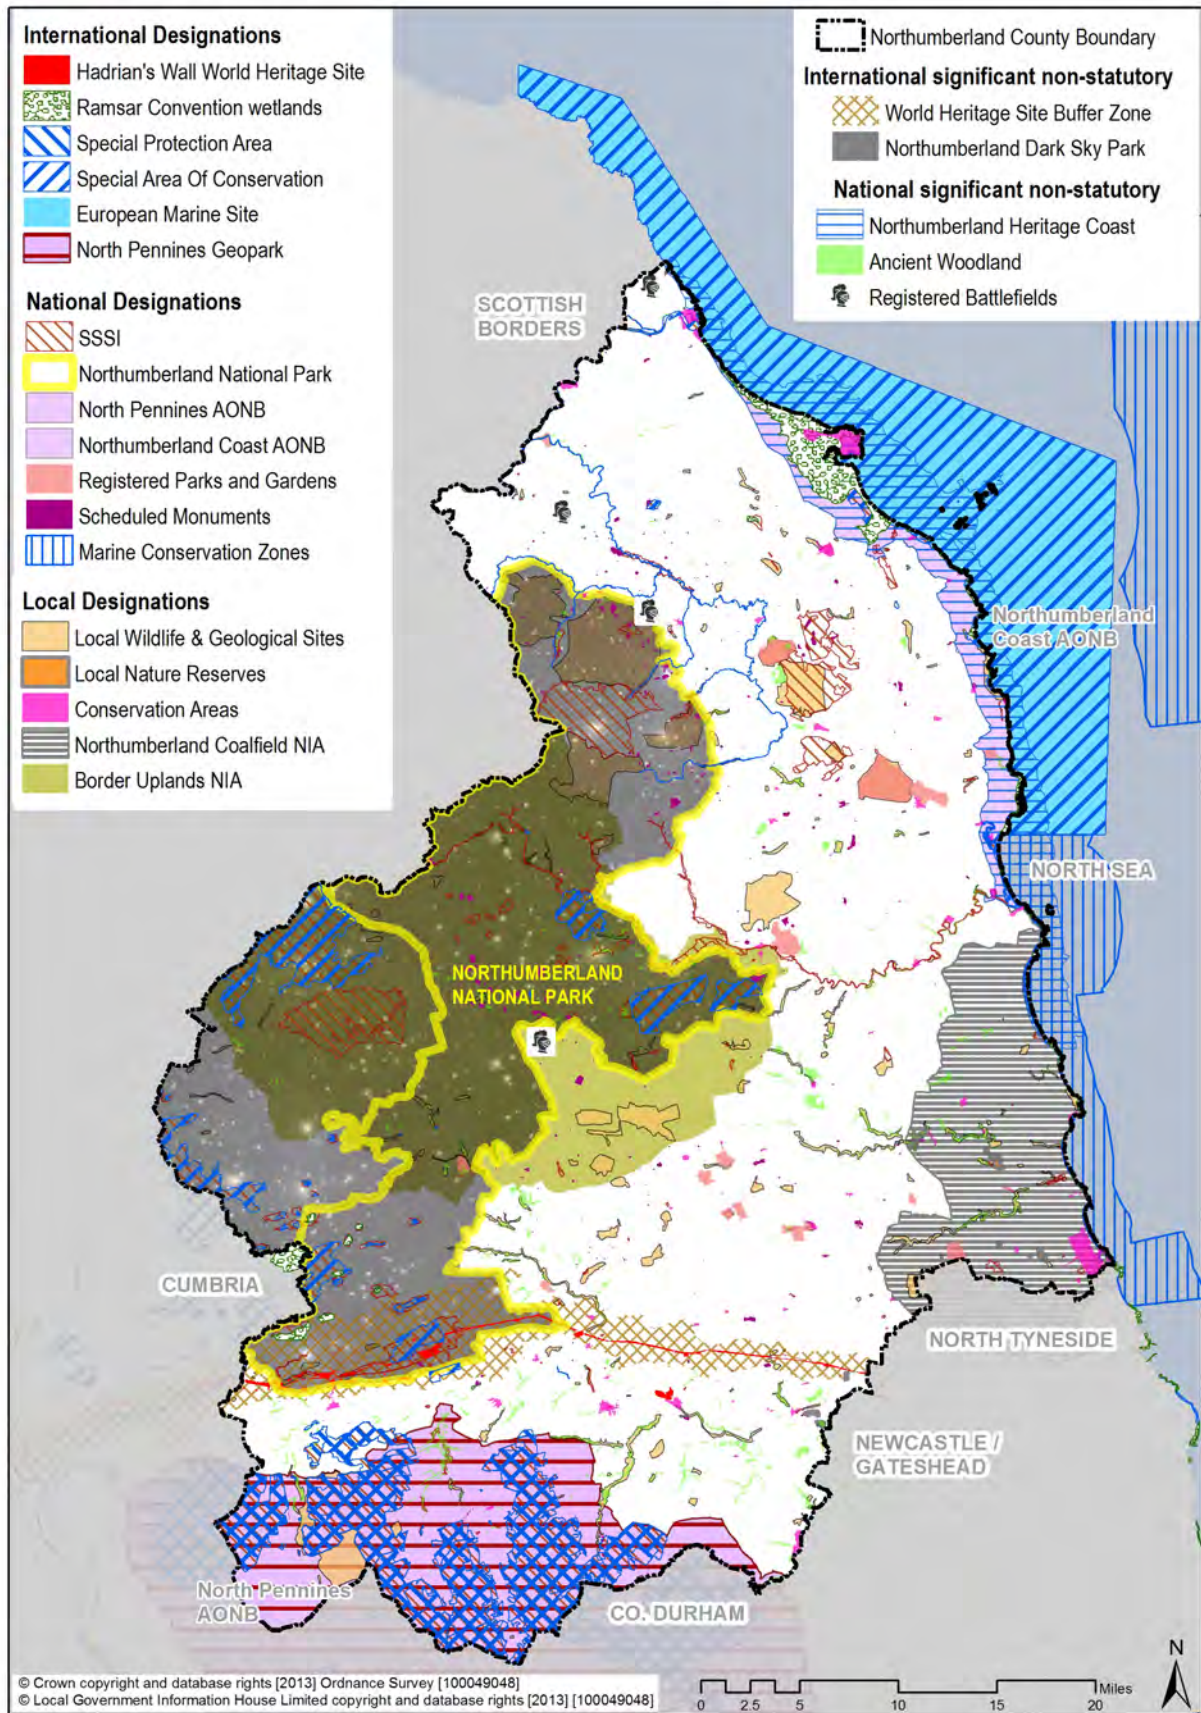 International Designations
Hadrian's Wall World Heritage Site
Ramsar Convention wetlands
Special Protection Area
Special Area Of Conservation
European Marine Site
North Pennines Geopark
National Designations
SSSI
Northumberland National Park
North Pennines AONB
Northumberland Coast AONB
Registered Parks and Gardens
Scheduled Monuments
Marine Conservation Zones
Local Designations
Local Wildlife & Geological Sites
Local Nature Reserves
Conservation Areas
Northumberland Coalfield NIA
Border Uplands NIA
Northumberland County Boundary
International significant non-statutory
World Heritage Site Buffer Zone
Northumberland Dark Sky Park
National significant non-statutory
Northumberland Heritage Coast
Ancient Woodland
Registered Battlefields
SCOTTISH
BORDERS
Northumberland
Coast AONB
NORTH SEA
NORTHUMBERLAND
NATIONAL PARK
CUMBRIA
NORTH TYNESIDE
NEWCASTLE /
GATESHEAD
North Pennines
AONB
CO. DURHAM
N
Miles
0 2.5 5 10 15 20
© Crown copyright and database rights [2013] Ordnance Survey [100049048]
© Local Government Information House Limited copyright and database rights [2013] [100049048]